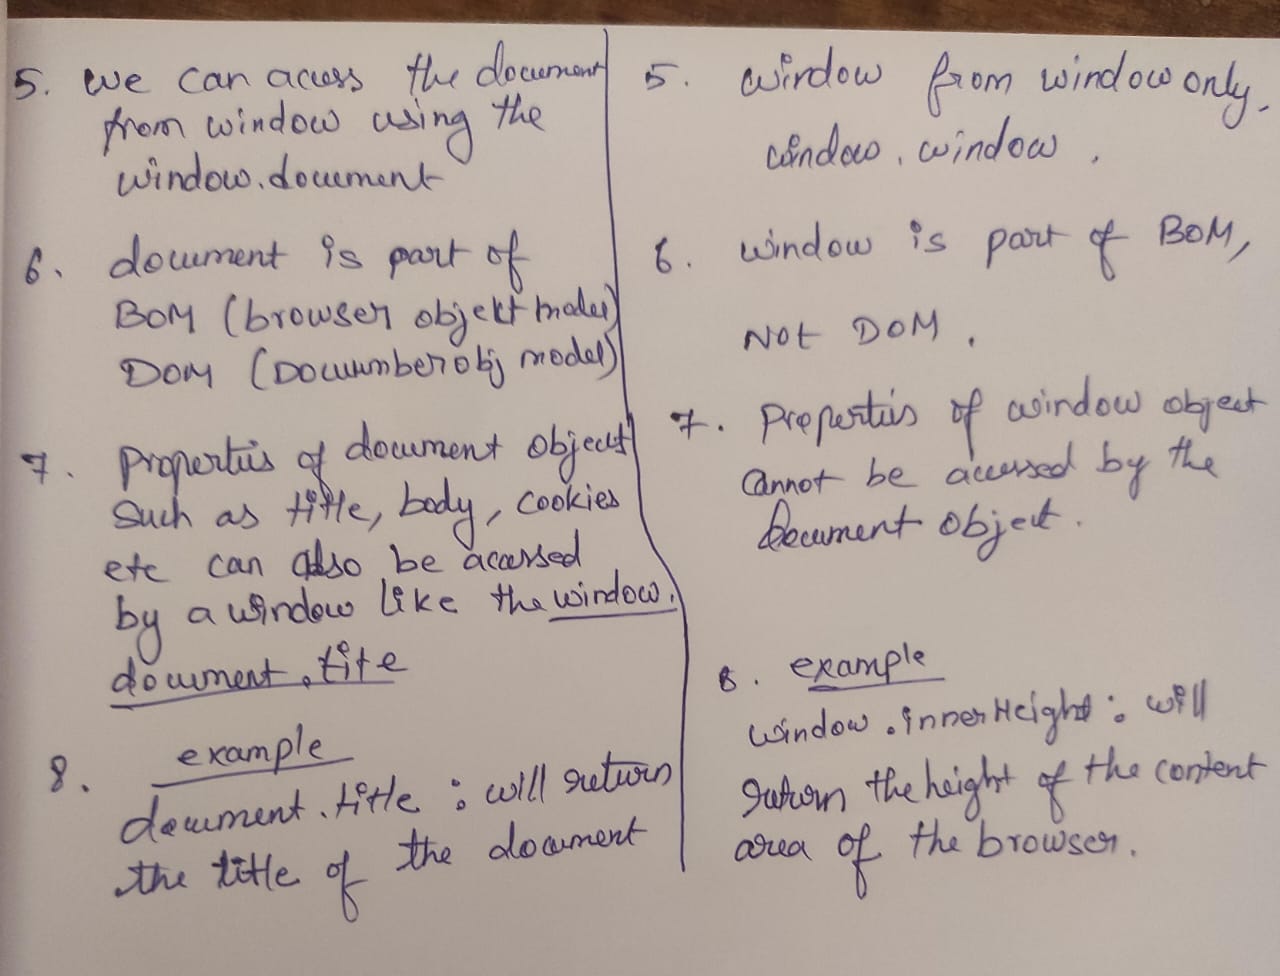 5. we can access the document
from window using the
window.document
6. document is part of
BOM (browser objekt model)
DOM (Documber obj model)
7. Properties of document object
such as title, body, cookies
etc can also be accessed
by a window like the window.
document.tite
8. example
document.title : will return
the title of the document
5. window from window only.
window.window.
6. window is part of BOM,
Not DOM.
7. Properties of window object
cannot be accessed by the
Document object.
8. example
window.innerHeight : will
return the height of the content
area of the browser.